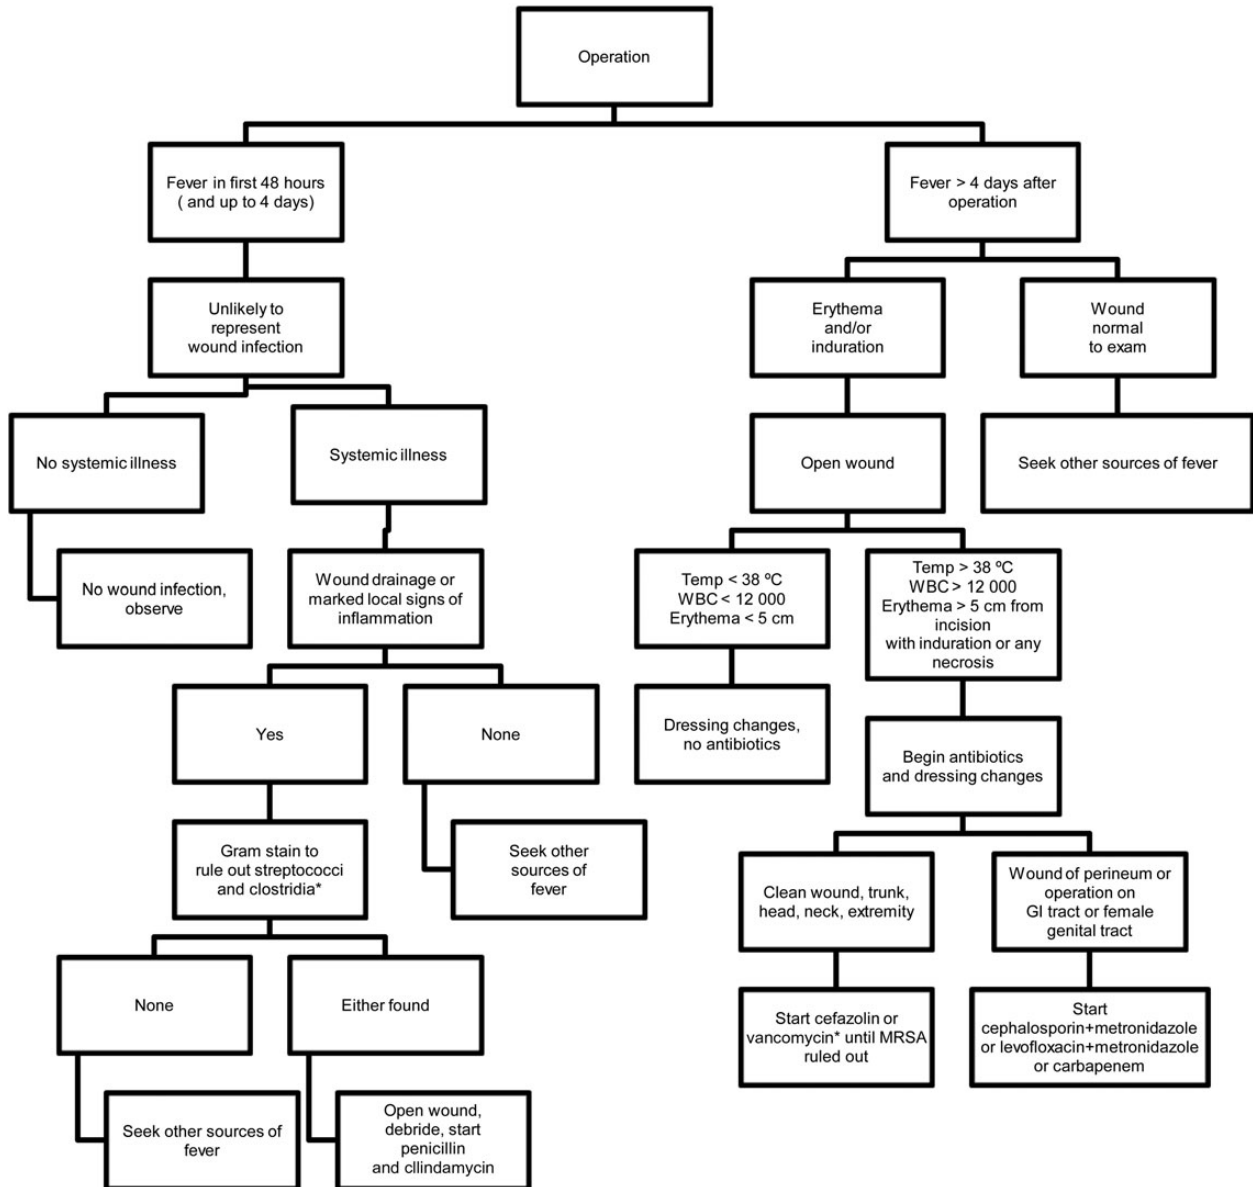 Operation
Fever in first 48 hours
( and up to 4 days)
Fever > 4 days after
operation
Unlikely to
represent
wound infection
Erythema
and/or
induration
Wound
normal
to exam
No systemic illness
Systemic illness
Open wound
Seek other sources of fever
No wound infection,
observe
Wound drainage or
marked local signs of
inflammation
Temp < 38 ºC
WBC < 12 000
Erythema < 5 cm
Temp > 38 ºC
WBC > 12 000
Erythema > 5 cm from
incision
with induration or any
necrosis
Yes
None
Dressing changes,
no antibiotics
Begin antibiotics
and dressing changes
Gram stain to
rule out streptococci
and clostridia*
Seek other
sources of
fever
Clean wound, trunk,
head, neck, extremity
Wound of perineum or
operation on
GI tract or female
genital tract
None
Either found
Start cefazolin or
vancomycin* until MRSA
ruled out
Start
cephalosporin+metronidazole
or levofloxacin+metronidazole
or carbapenem
Seek other sources of
fever
Open wound,
debride, start
penicillin
and cllindamycin